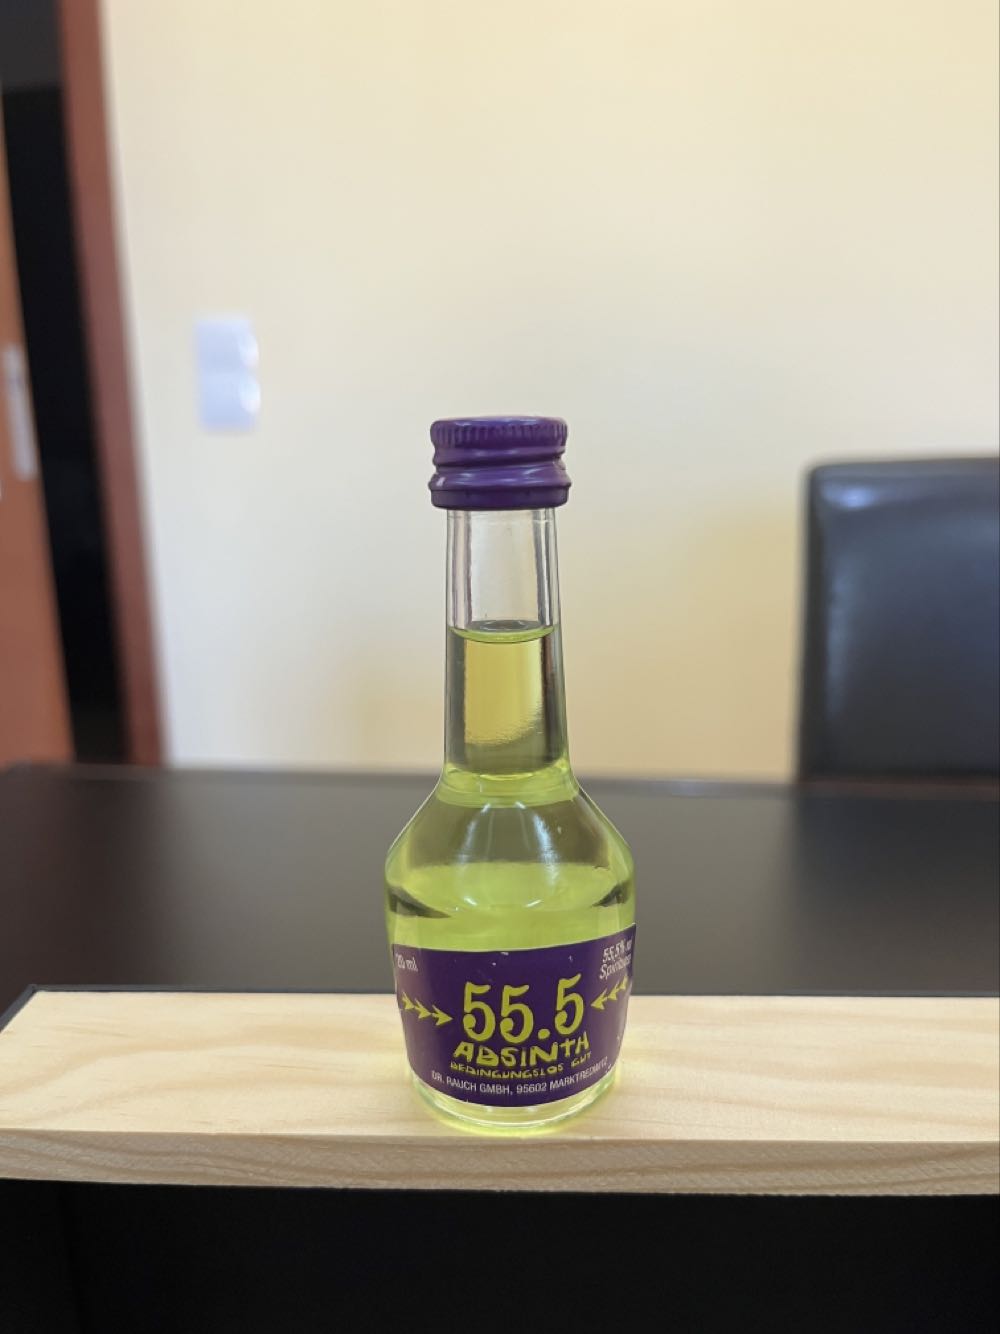 20 ml
55,5% vol
Spirituose
55.5
ABSINTH
BEDINGUNGSLOS GUT
DR. RAUCH GMBH, 95602 MARKTREDWITZ